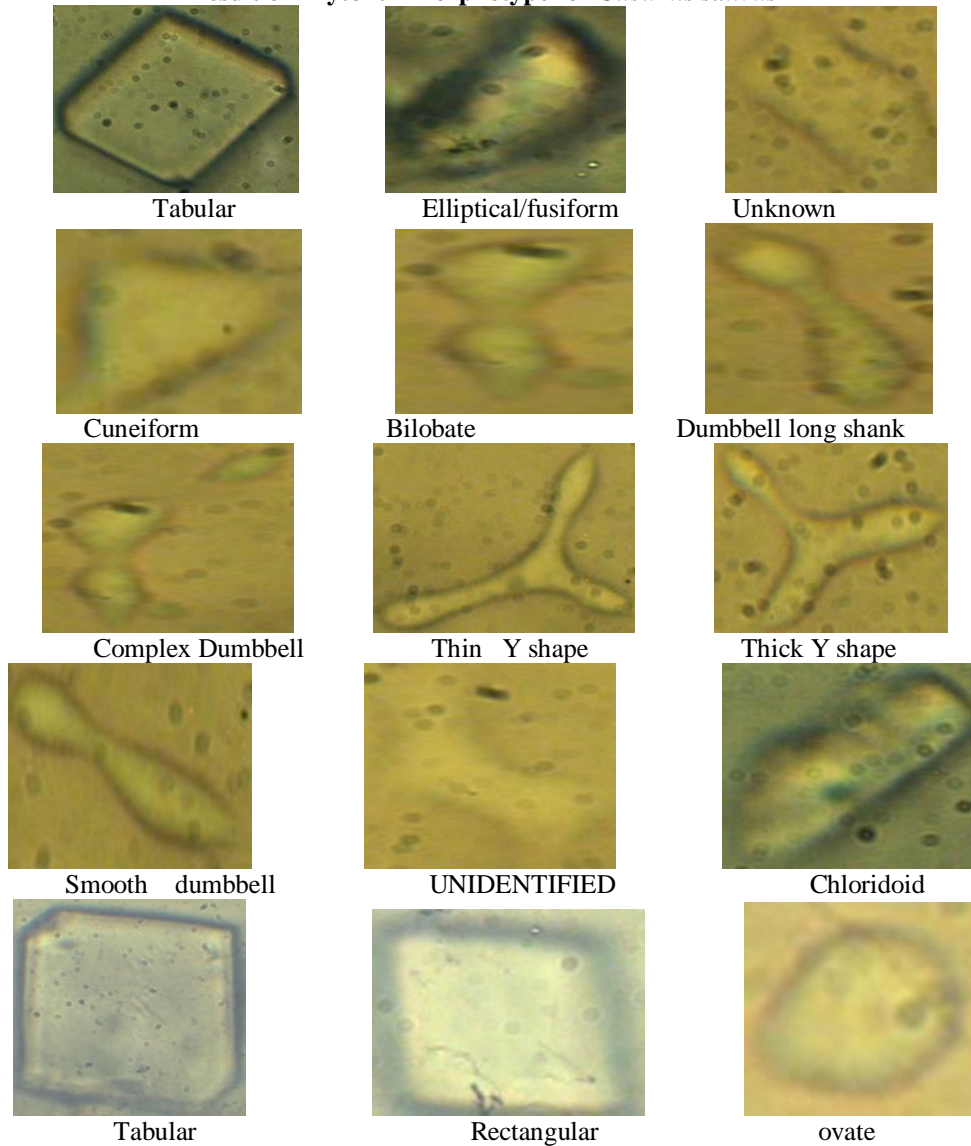 Tabular Elliptical/fusiform Unknown
Cuneiform Bilobate Dumbbell long shank
Complex Dumbbell Thin Y shape Thick Y shape
Smooth dumbbell UNIDENTIFIED Chloridoid
Tabular Rectangular ovate